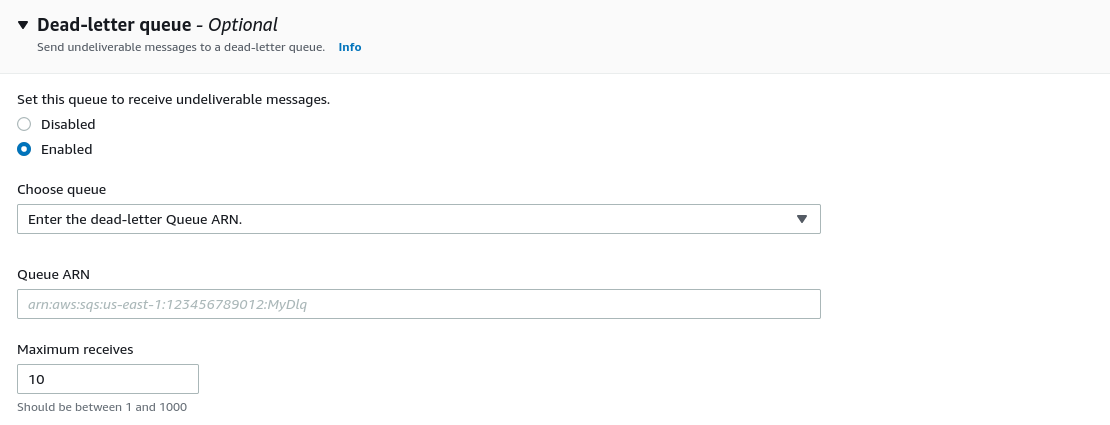 Dead-letter queue - Optional
Send undeliverable messages to a dead-letter queue. Info
Set this queue to receive undeliverable messages.
Disabled
Enabled
Choose queue
Enter the dead-letter Queue ARN.
Queue ARN
arn:aws:sqs:us-east-1:123456789012:MyDlq
Maximum receives
10
Should be between 1 and 1000